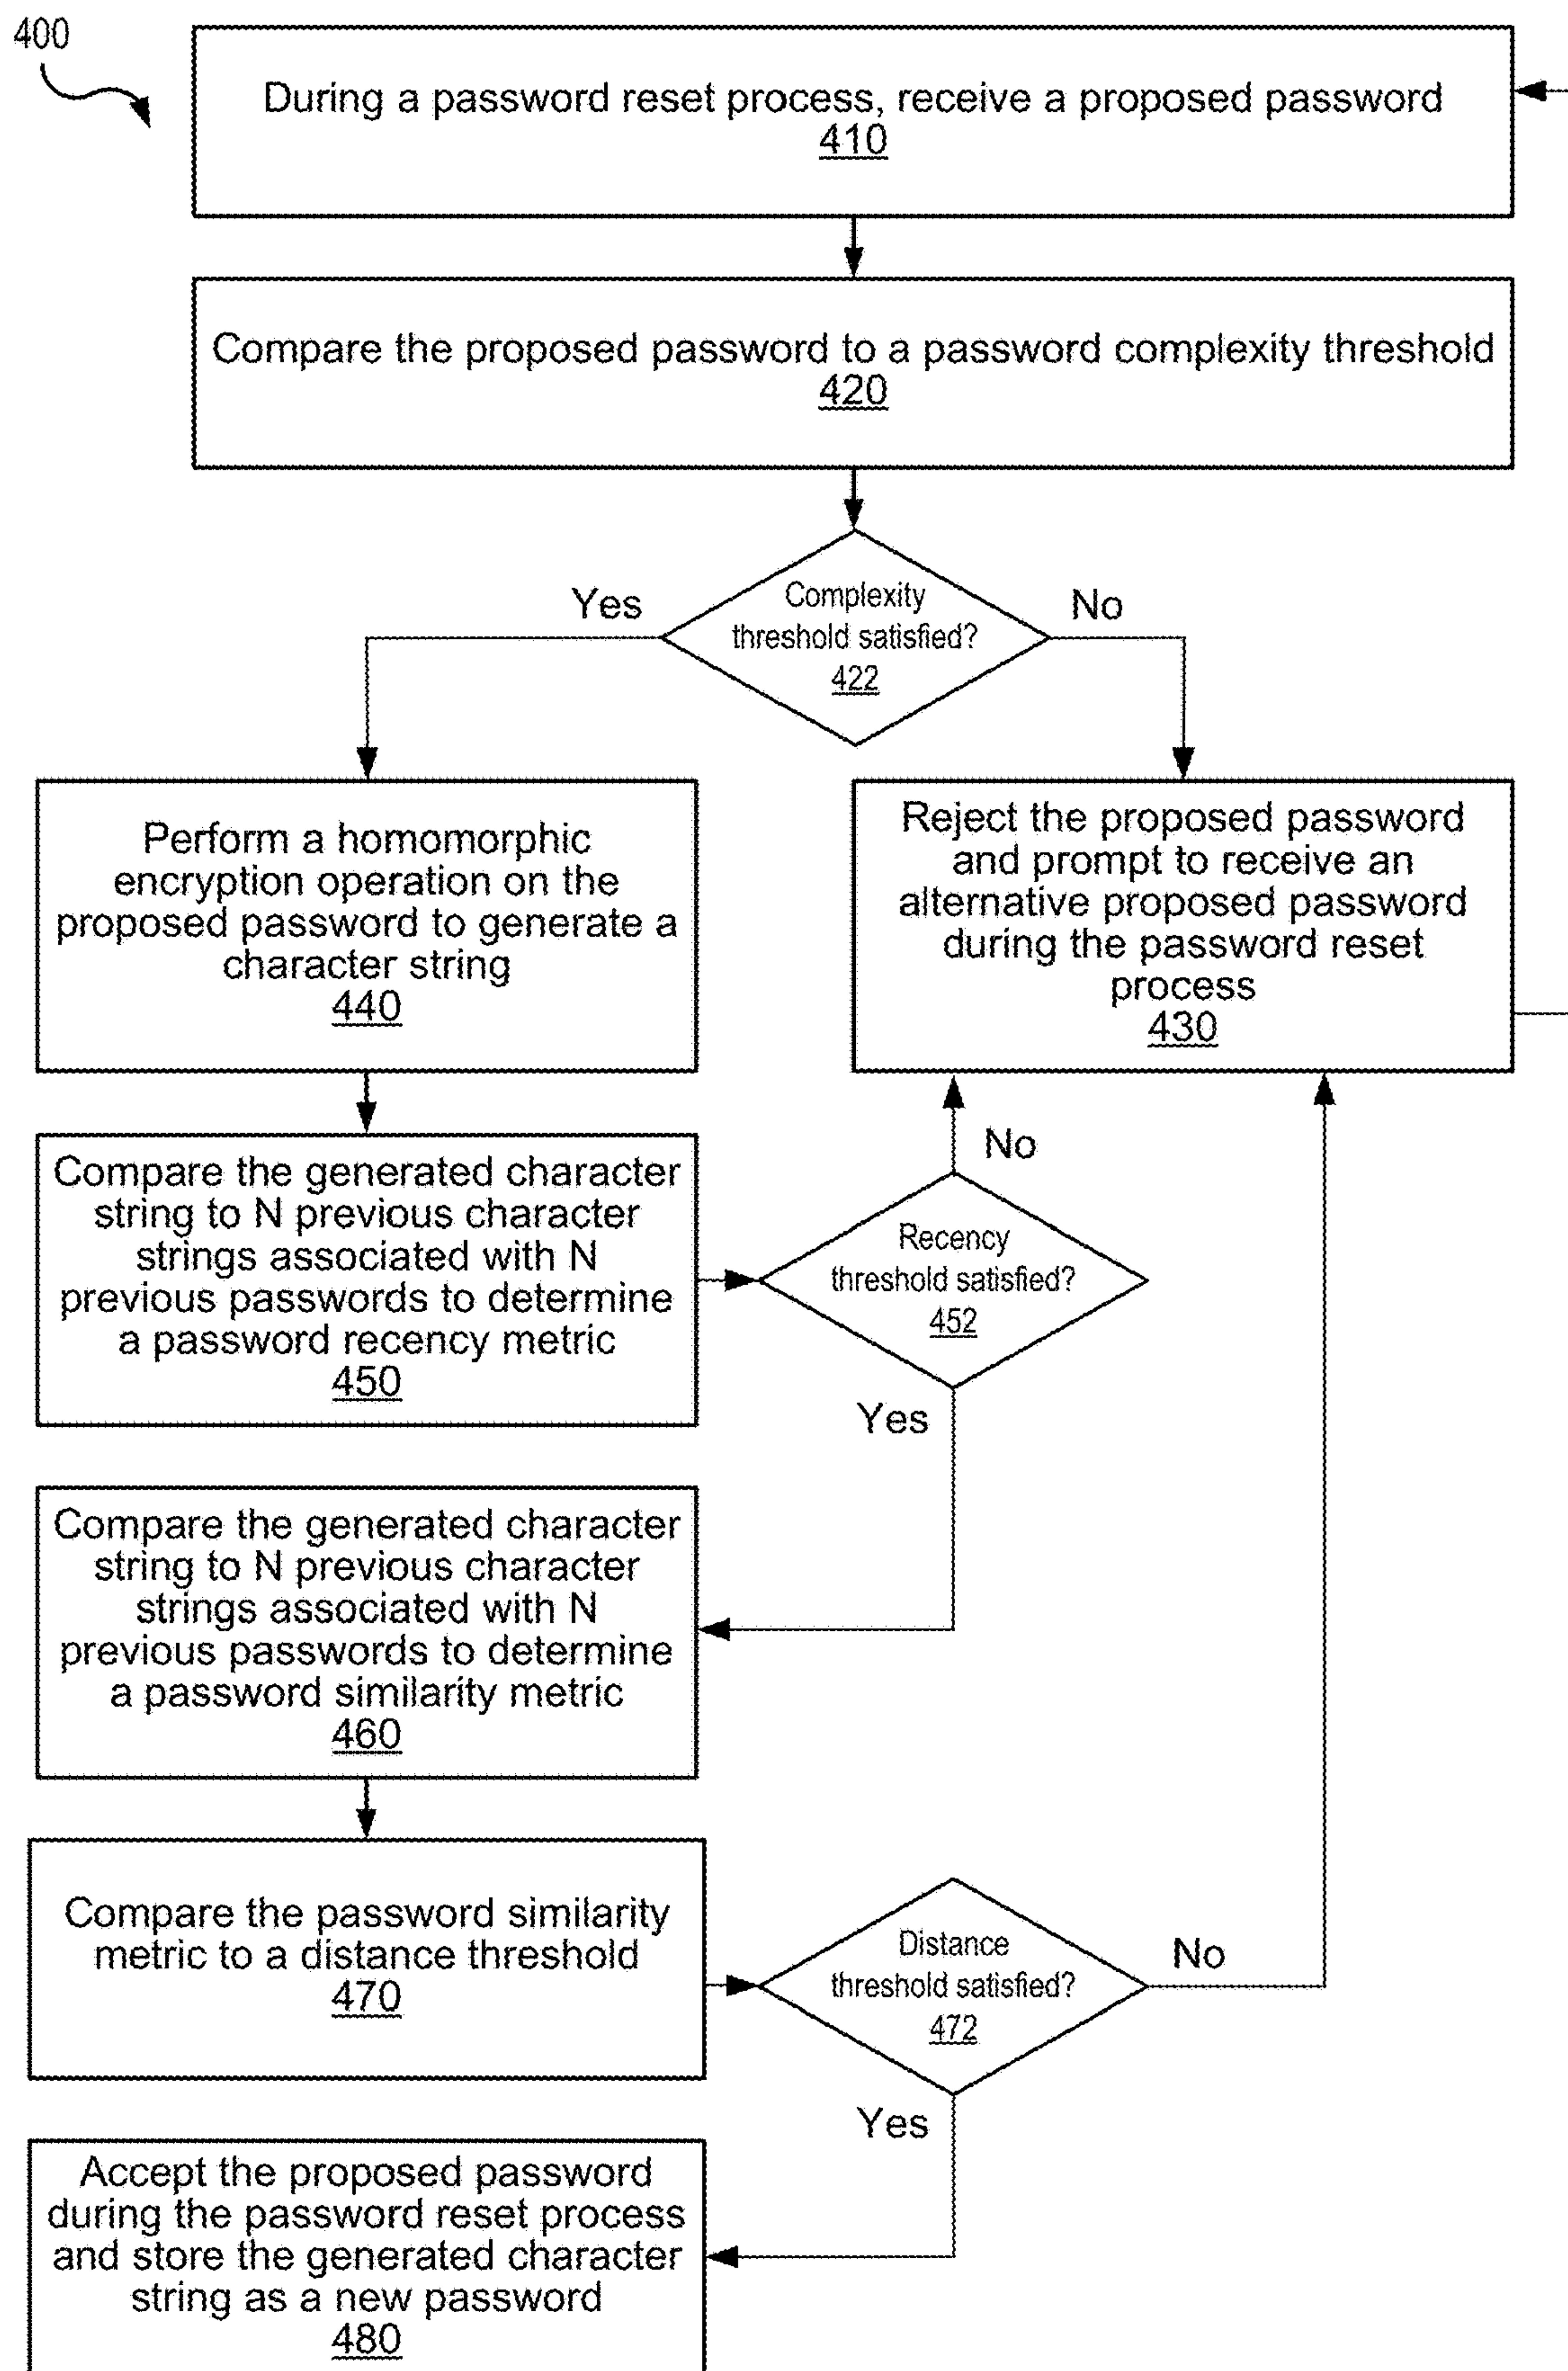 400
During a password reset process, receive a proposed password
410
Compare the proposed password to a password complexity threshold
420
Yes
Complexity
threshold satisfied?
422
No
Perform a homomorphic
encryption operation on the
proposed password to generate a
character string
440
Reject the proposed password
and prompt to receive an
alternative proposed password
during the password reset
process
430
Compare the generated character
string to N previous character
strings associated with N
previous passwords to determine
a password recency metric
450
No
Recency
threshold satisfied?
452
Yes
Compare the generated character
string to N previous character
strings associated with N
previous passwords to determine
a password similarity metric
460
Compare the password similarity
metric to a distance threshold
470
Distance
threshold satisfied?
472
No
Yes
Accept the proposed password
during the password reset process
and store the generated character
string as a new password
480